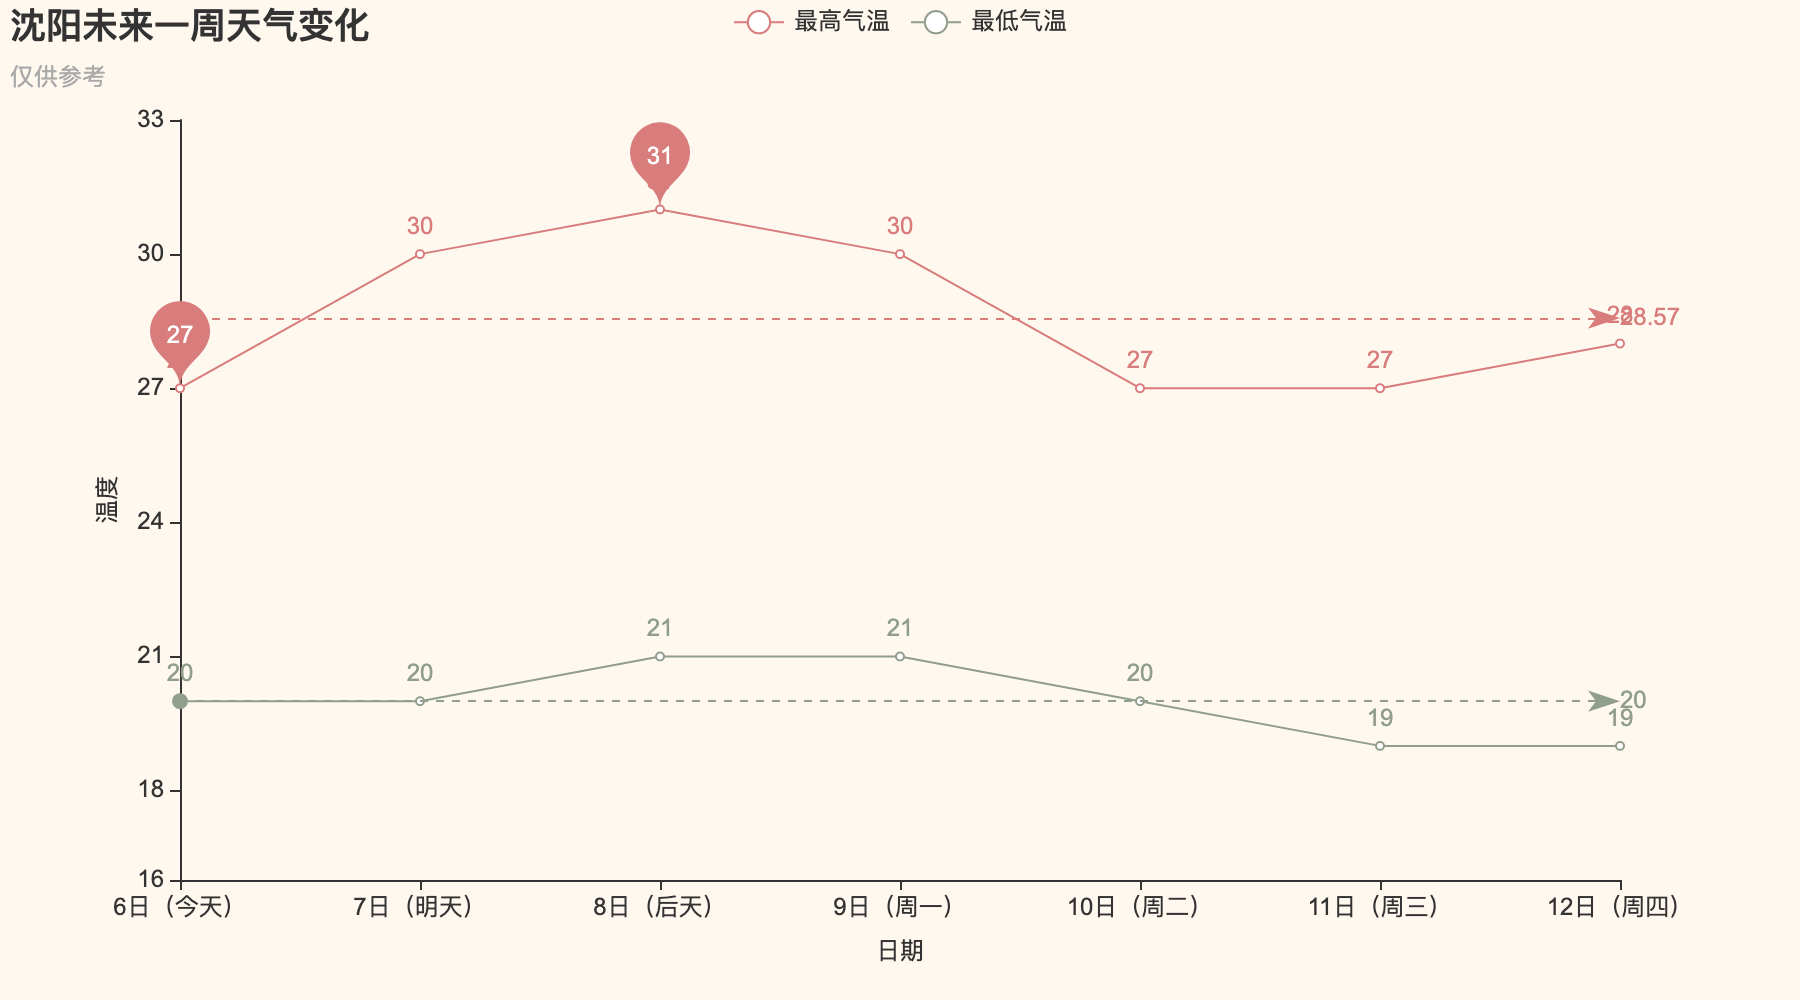 沈阳未来一周天气变化
仅供参考
最高气温
最低气温
33
30
27
24
21
18
16
温度
27
30
31
30
27
27
28
28.57
20
20
21
21
20
19
19
20
6日（今天）
7日（明天）
8日（后天）
9日（周一）
10日（周二）
11日（周三）
12日（周四）
日期